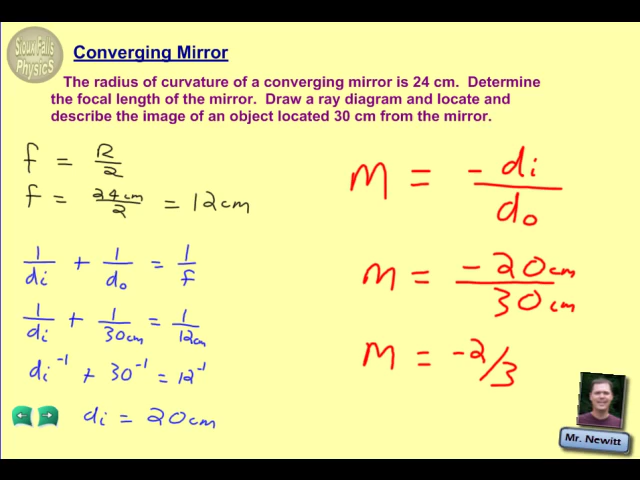 Sioux Falls
Physics
Converging Mirror
The radius of curvature of a converging mirror is 24 cm. Determine
the focal length of the mirror. Draw a ray diagram and locate and
describe the image of an object located 30 cm from the mirror.
f = R/2
f = 24cm/2 = 12cm
1/di + 1/do = 1/f
1/di + 1/30cm = 1/12cm
di⁻¹ + 30⁻¹ = 12⁻¹
di = 20cm
M = -di/do
M = -20cm/30cm
M = -2/3
Mr. Newitt